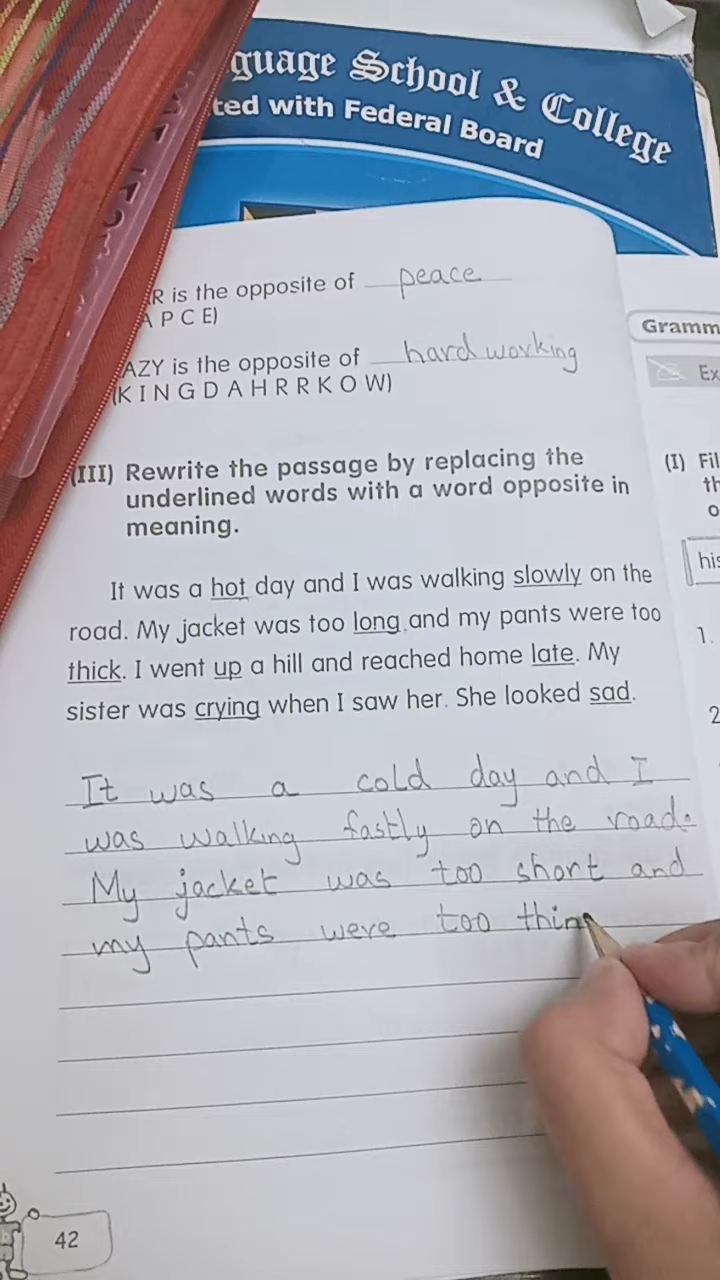 guage School & College
ted with Federal Board
R is the opposite of peace
A P C E)
AZY is the opposite of hard working
(K I N G D A H R R K O W)
(III) Rewrite the passage by replacing the
underlined words with a word opposite in
meaning.
It was a hot day and I was walking slowly on the
road. My jacket was too long and my pants were too
thick. I went up a hill and reached home late. My
sister was crying when I saw her. She looked sad.
It was a cold day and I
was walking fastly on the road.
My jacket was too short and
my pants were too thin
42
Gramm
Ex
(I) Fil
th
o
his
1.
2